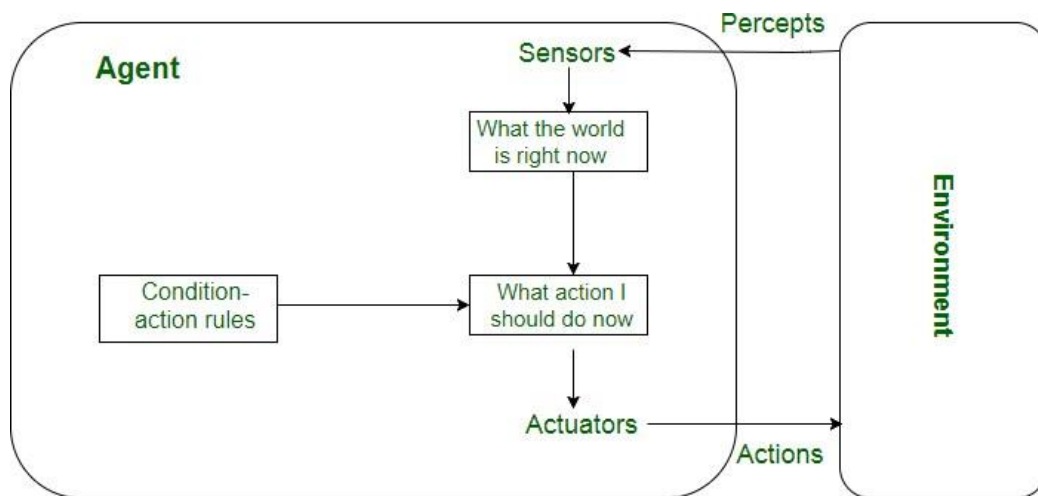 Percepts
Sensors
Agent
What the world
is right now
Environment
Condition-
action rules
What action I
should do now
Actuators
Actions